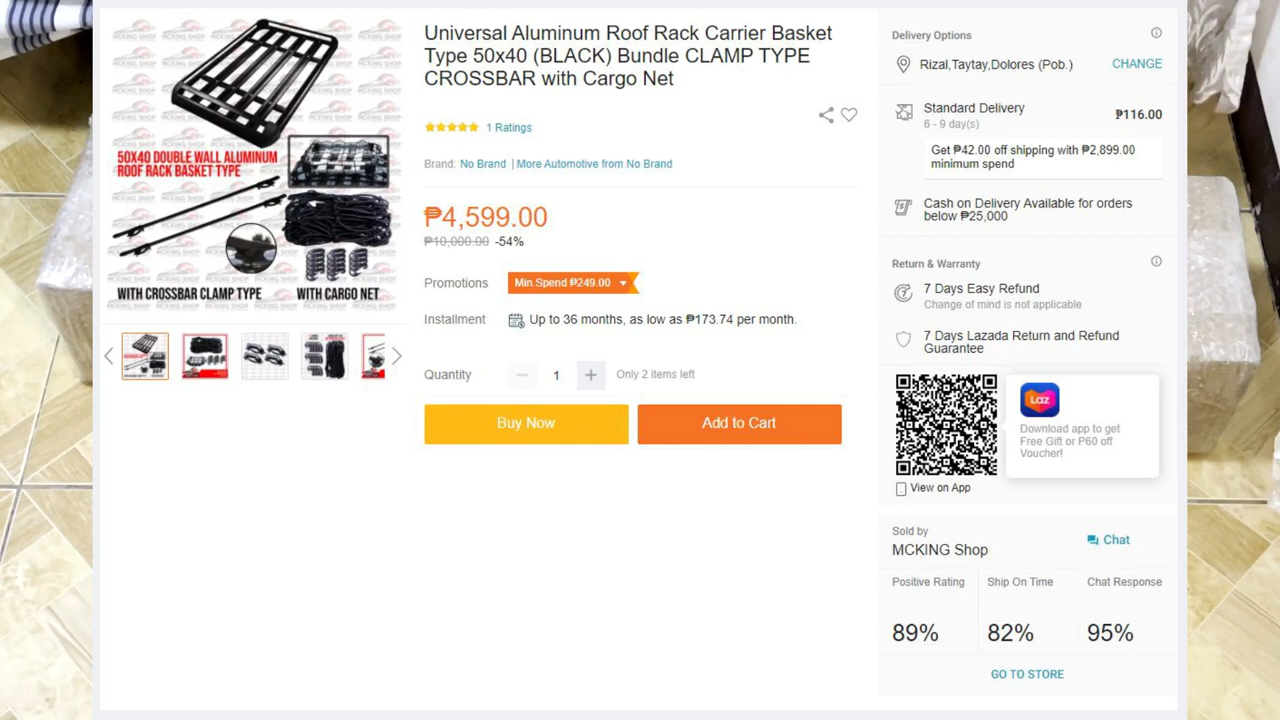 50X40 DOUBLE WALL ALUMINUM
ROOF RACK BASKET TYPE
WITH CROSSBAR CLAMP TYPE
WITH CARGO NET
Universal Aluminum Roof Rack Carrier Basket
Type 50x40 (BLACK) Bundle CLAMP TYPE
CROSSBAR with Cargo Net
1 Ratings
Brand: No Brand | More Automotive from No Brand
₱4,599.00
₱10,000.00 -54%
Promotions Min.Spend ₱249.00
Installment Up to 36 months, as low as ₱173.74 per month.
Quantity 1 Only 2 items left
Buy Now Add to Cart
Delivery Options
Rizal,Taytay,Dolores (Pob.) CHANGE
Standard Delivery ₱116.00
6 - 9 day(s)
Get ₱42.00 off shipping with ₱2,899.00
minimum spend
Cash on Delivery Available for orders
below ₱25,000
Return & Warranty
7 Days Easy Refund
Change of mind is not applicable
7 Days Lazada Return and Refund
Guarantee
Laz
Download app to get
Free Gift or P60 off
Voucher!
View on App
Sold by
MCKING Shop Chat
Positive Rating Ship On Time Chat Response
89% 82% 95%
GO TO STORE